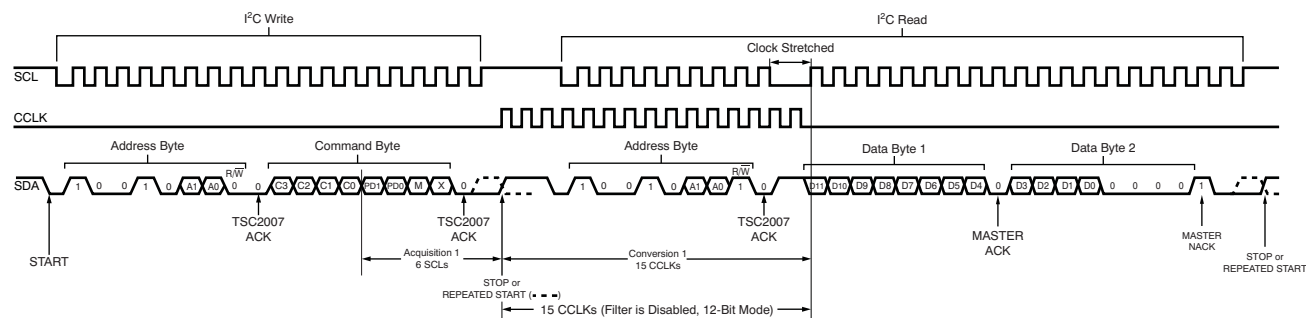 I²C Write
I²C Read
Clock Stretched
SCL
CCLK
Address Byte
Command Byte
Address Byte
Data Byte 1
Data Byte 2
R/W̅
R/W̅
SDA
1 0 0 1 0 A1 A0 0 0 C3 C2 C1 C0 PD1 PD0 M X 0
1 0 0 1 0 A1 A0 1 0 D11 D10 D9 D8 D7 D6 D5 D4 0 D3 D2 D1 D0 0 0 0 0 1
START
TSC2007
ACK
TSC2007
ACK
TSC2007
ACK
MASTER
ACK
MASTER
NACK
STOP or
REPEATED START
Acquisition 1
6 SCLs
Conversion 1
15 CCLKs
STOP or
REPEATED START (- - -)
15 CCLKs (Filter is Disabled, 12-Bit Mode)